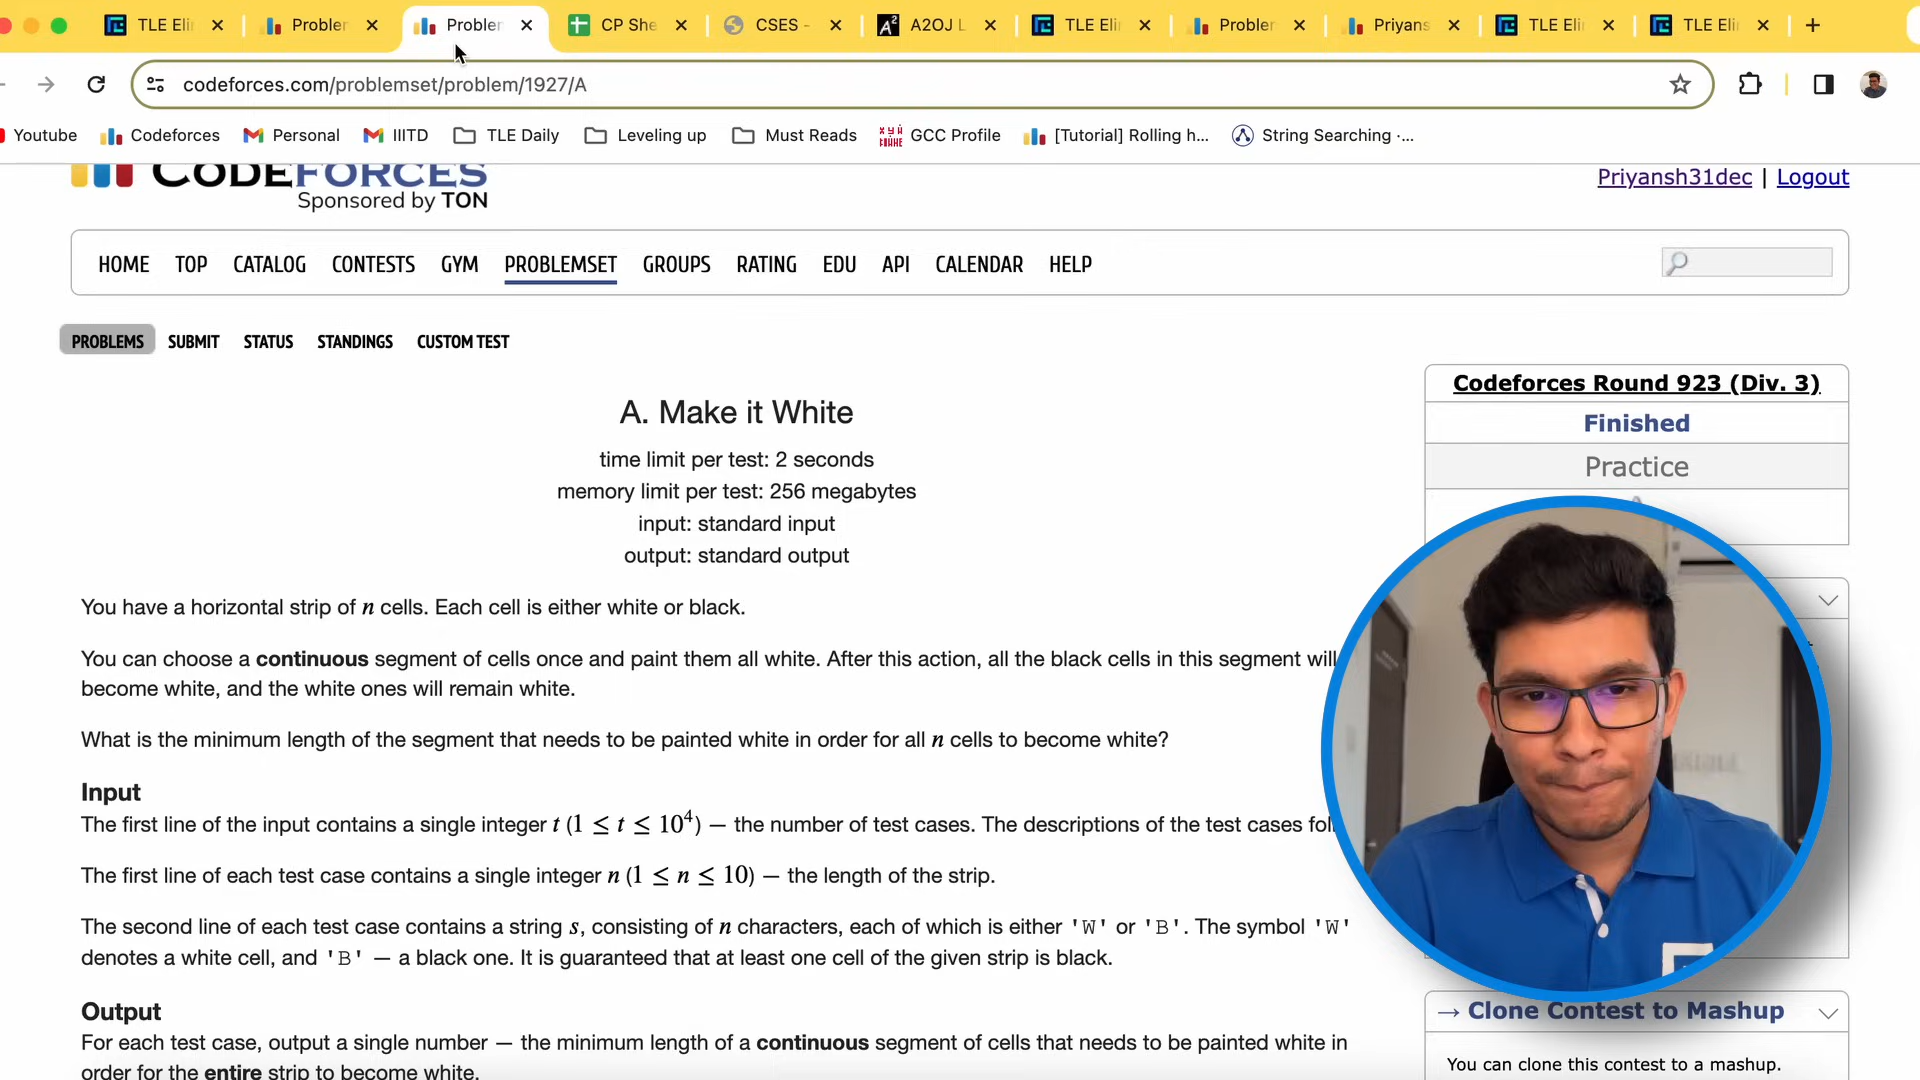 TLE Eli
Problem
Problem
CP She
CSES -
A2OJ L
TLE Eli
Problem
Priyans
TLE Eli
TLE Eli
codeforces.com/problemset/problem/1927/A
Youtube
Codeforces
Personal
IIITD
TLE Daily
Leveling up
Must Reads
GCC Profile
[Tutorial] Rolling h...
String Searching ·...
CODEFORCES
Sponsored by TON
Priyansh31dec | Logout
HOME TOP CATALOG CONTESTS GYM PROBLEMSET GROUPS RATING EDU API CALENDAR HELP
PROBLEMS SUBMIT STATUS STANDINGS CUSTOM TEST
A. Make it White
time limit per test: 2 seconds
memory limit per test: 256 megabytes
input: standard input
output: standard output
You have a horizontal strip of n cells. Each cell is either white or black.
You can choose a continuous segment of cells once and paint them all white. After this action, all the black cells in this segment will
become white, and the white ones will remain white.
What is the minimum length of the segment that needs to be painted white in order for all n cells to become white?
Input
The first line of the input contains a single integer t (1 ≤ t ≤ 10⁴) — the number of test cases. The descriptions of the test cases fol
The first line of each test case contains a single integer n (1 ≤ n ≤ 10) — the length of the strip.
The second line of each test case contains a string s, consisting of n characters, each of which is either 'W' or 'B'. The symbol 'W'
denotes a white cell, and 'B' — a black one. It is guaranteed that at least one cell of the given strip is black.
Output
For each test case, output a single number — the minimum length of a continuous segment of cells that needs to be painted white in
order for the entire strip to become white.
Codeforces Round 923 (Div. 3)
Finished
Practice
→ Clone Contest to Mashup
You can clone this contest to a mashup.